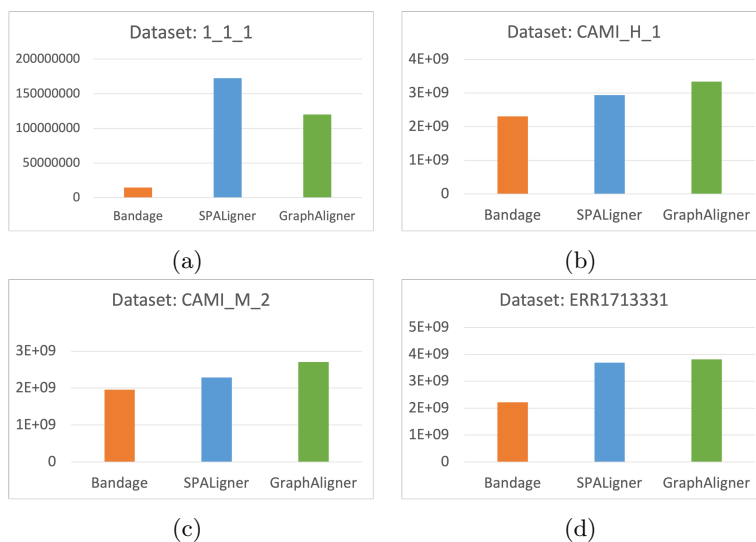 Dataset: 1_1_1
200000000
150000000
100000000
50000000
0
Bandage SPALigner GraphAligner
(a)
Dataset: CAMI_H_1
4E+09
3E+09
2E+09
1E+09
0
Bandage SPALigner GraphAligner
(b)
Dataset: CAMI_M_2
3E+09
2E+09
1E+09
0
Bandage SPALigner GraphAligner
(c)
Dataset: ERR1713331
5E+09
4E+09
3E+09
2E+09
1E+09
0
Bandage SPALigner GraphAligner
(d)